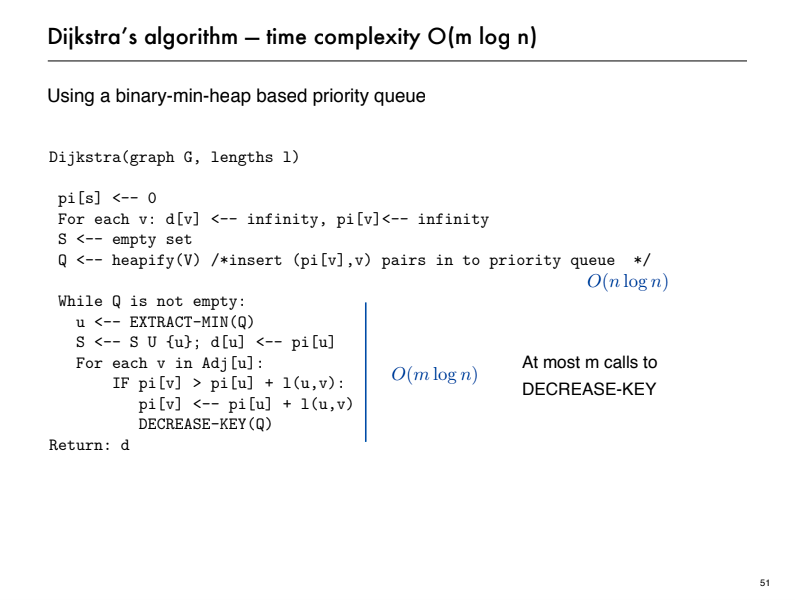 Dijkstra's algorithm — time complexity O(m log n)
Using a binary-min-heap based priority queue
Dijkstra(graph G, lengths l)
pi[s] <-- 0
For each v: d[v] <-- infinity, pi[v]<-- infinity
S <-- empty set
Q <-- heapify(V) /*insert (pi[v],v) pairs in to priority queue  */
O(n log n)
While Q is not empty:
u <-- EXTRACT-MIN(Q)
S <-- S U {u}; d[u] <-- pi[u]
For each v in Adj[u]:
IF pi[v] > pi[u] + l(u,v):
pi[v] <-- pi[u] + l(u,v)
DECREASE-KEY(Q)
Return: d
O(m log n)
At most m calls to
DECREASE-KEY
51